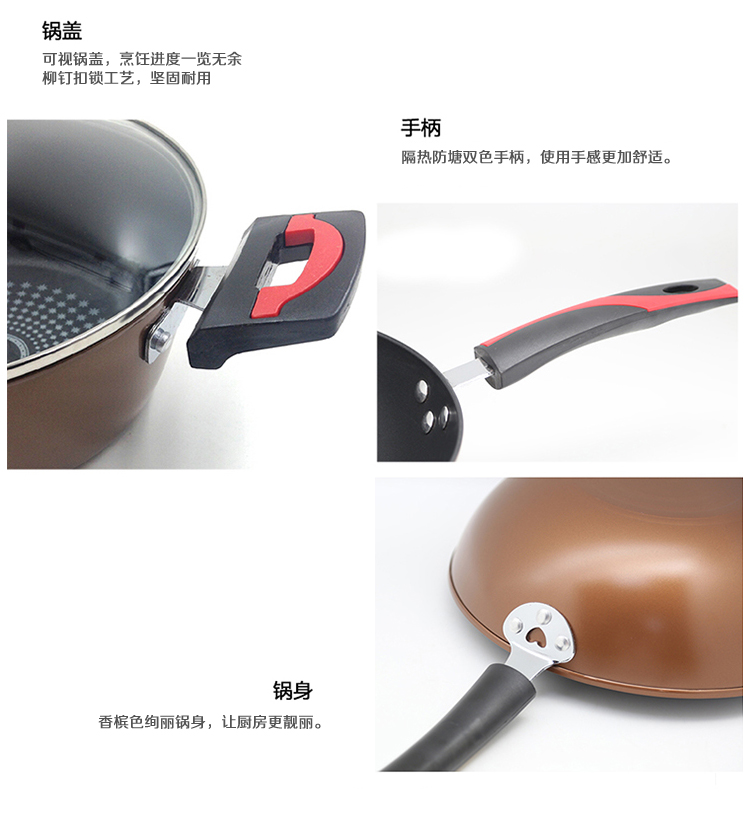 锅盖
可视锅盖，烹饪进度一览无余
柳钉扣锁工艺，坚固耐用
手柄
隔热防塘双色手柄，使用手感更加舒适。
锅身
香槟色绚丽锅身，让厨房更靓丽。